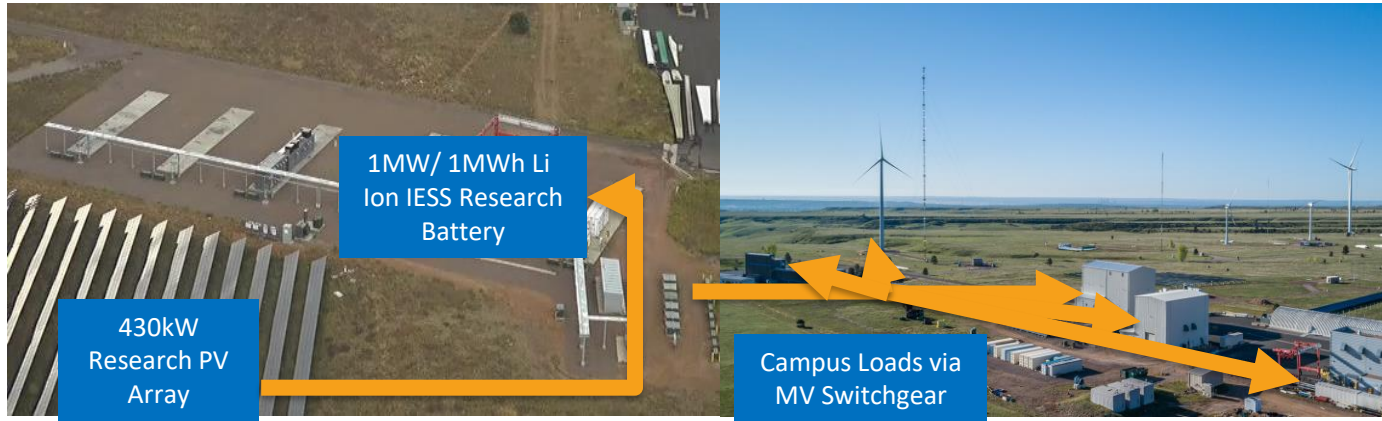 1MW/ 1MWh Li
Ion IESS Research
Battery
430kW
Research PV
Array
Campus Loads via
MV Switchgear